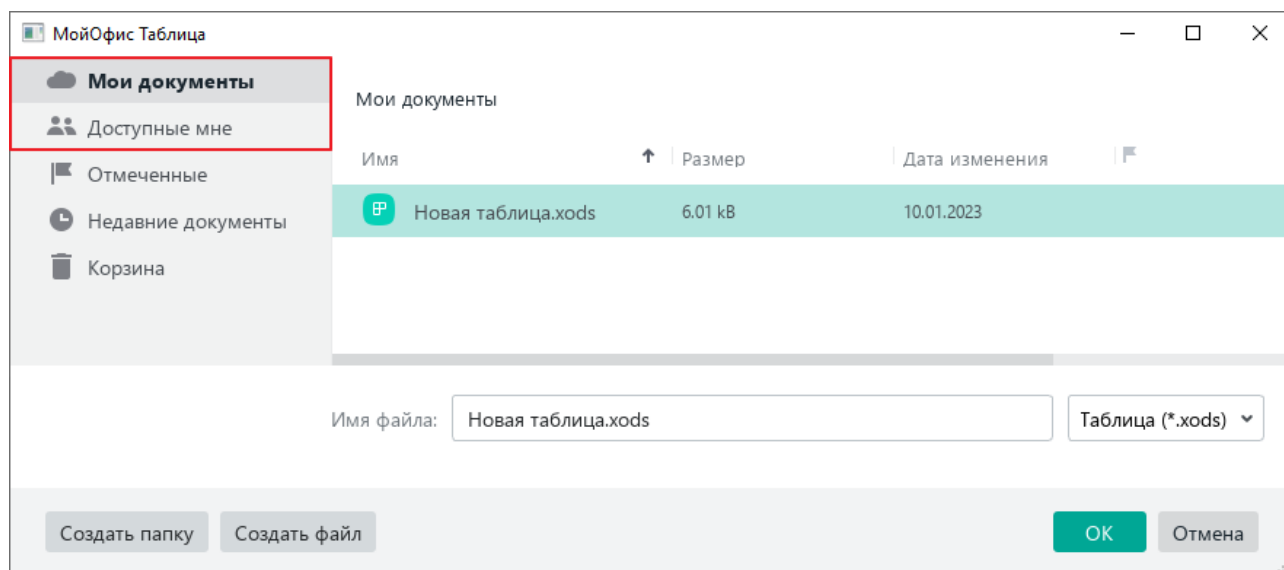 МойОфис Таблица
Мои документы
Доступные мне
Отмеченные
Недавние документы
Корзина
Мои документы
Имя Размер Дата изменения
Новая таблица.xods 6.01 kB 10.01.2023
Имя файла: Новая таблица.xods Таблица (*.xods)
Создать папку Создать файл OK Отмена